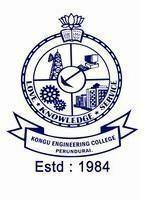 LOVE • KNOWLEDGE • SERVICE
KONGU ENGINEERING COLLEGE
PERUNDURAI
Estd : 1984